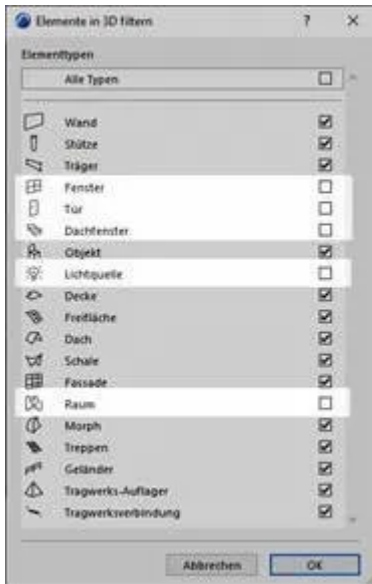 Elemente in 3D filtern ? ×
Elementtypen
Alle Typen
Wand
Stütze
Träger
Fenster
Tür
Dachfenster
Objekt
Lichtquelle
Decke
Freifläche
Dach
Schale
Fassade
Raum
Morph
Treppen
Geländer
Tragwerks-Auflager
Tragwerksverbindung
Abbrechen OK